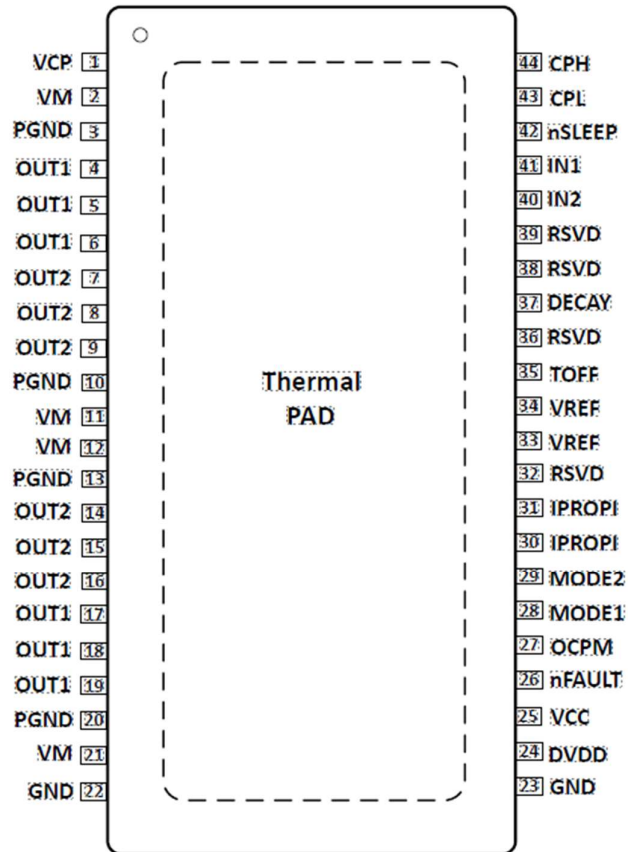 VCP 1
VM 2
PGND 3
OUT1 4
OUT1 5
OUT1 6
OUT2 7
OUT2 8
OUT2 9
PGND 10
VM 11
VM 12
PGND 13
OUT2 14
OUT2 15
OUT2 16
OUT1 17
OUT1 18
OUT1 19
PGND 20
VM 21
GND 22
Thermal
PAD
44 CPH
43 CPL
42 nSLEEP
41 IN1
40 IN2
39 RSVD
38 RSVD
37 DECAY
36 RSVD
35 TOFF
34 VREF
33 VREF
32 RSVD
31 IPROPI
30 IPROPI
29 MODE2
28 MODE1
27 OCPM
26 nFAULT
25 VCC
24 DVDD
23 GND